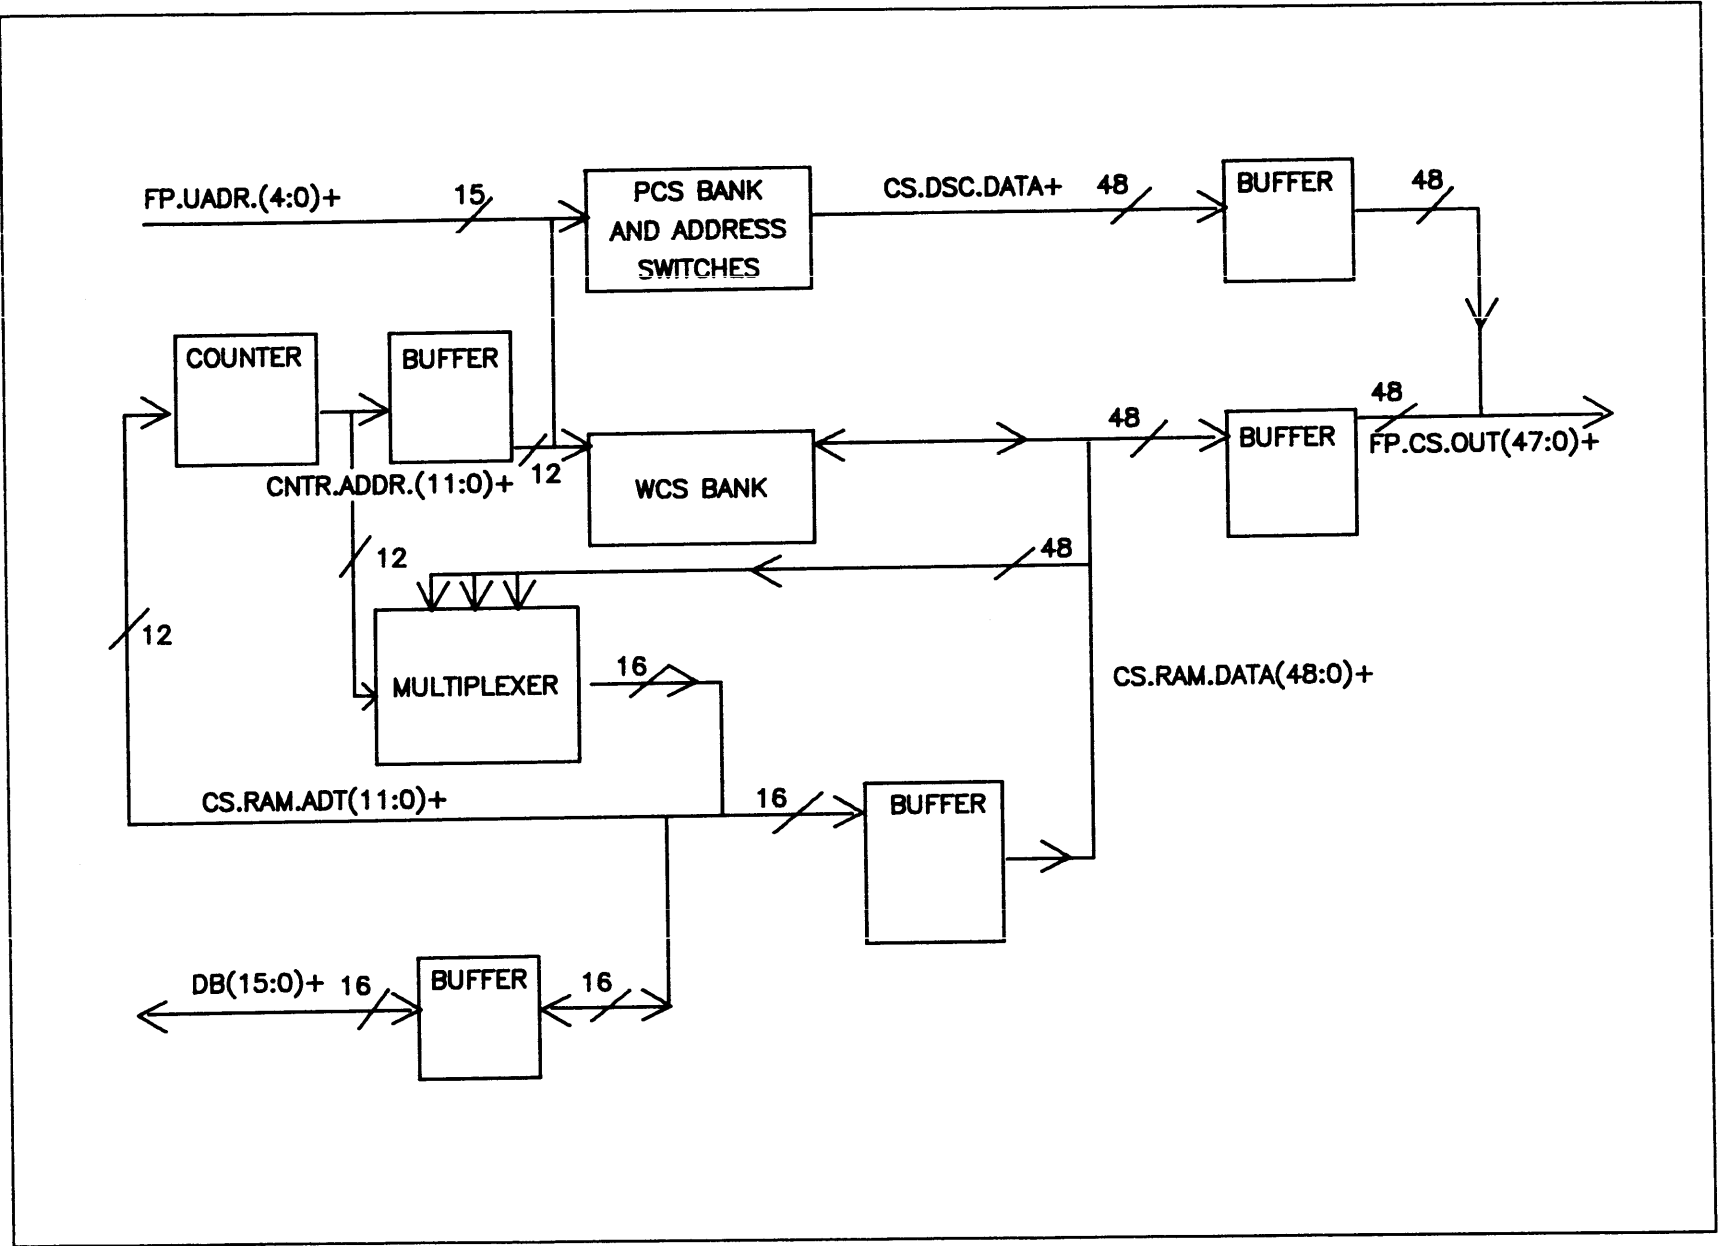 FP.UADR.(4:0)+
15
PCS BANK
AND ADDRESS
SWITCHES
CS.DSC.DATA+
48
BUFFER
48
COUNTER
BUFFER
CNTR.ADDR.(11:0)+
12
WCS BANK
48
BUFFER
48
FP.CS.OUT(47:0)+
12
48
12
MULTIPLEXER
16
CS.RAM.DATA(48:0)+
CS.RAM.ADT(11:0)+
16
BUFFER
DB(15:0)+
16
BUFFER
16